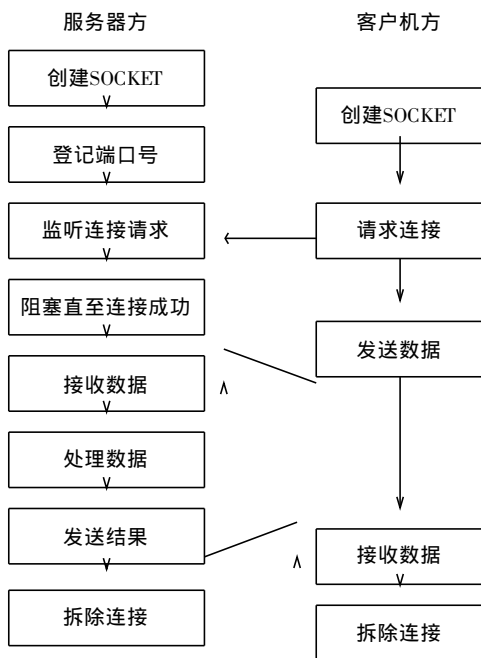 服务器方
创建SOCKET
登记端口号
监听连接请求
阻塞直至连接成功
接收数据
处理数据
发送结果
拆除连接
客户机方
创建SOCKET
请求连接
发送数据
接收数据
拆除连接